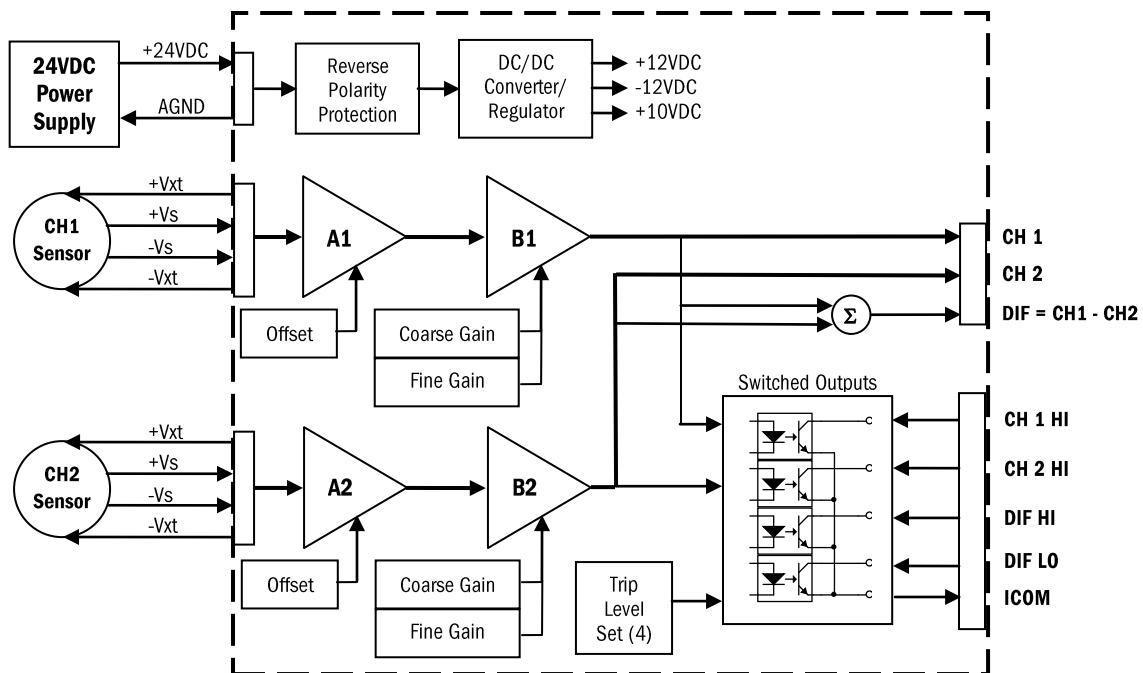 24VDC
Power
Supply
+24VDC
AGND
Reverse
Polarity
Protection
DC/DC
Converter/
Regulator
+12VDC
-12VDC
+10VDC
CH1
Sensor
+Vxt
+Vs
-Vs
-Vxt
A1
B1
Offset
Coarse Gain
Fine Gain
CH 1
CH 2
Σ
DIF = CH1 - CH2
CH2
Sensor
+Vxt
+Vs
-Vs
-Vxt
A2
B2
Offset
Coarse Gain
Fine Gain
Trip
Level
Set (4)
Switched Outputs
CH 1 HI
CH 2 HI
DIF HI
DIF LO
ICOM